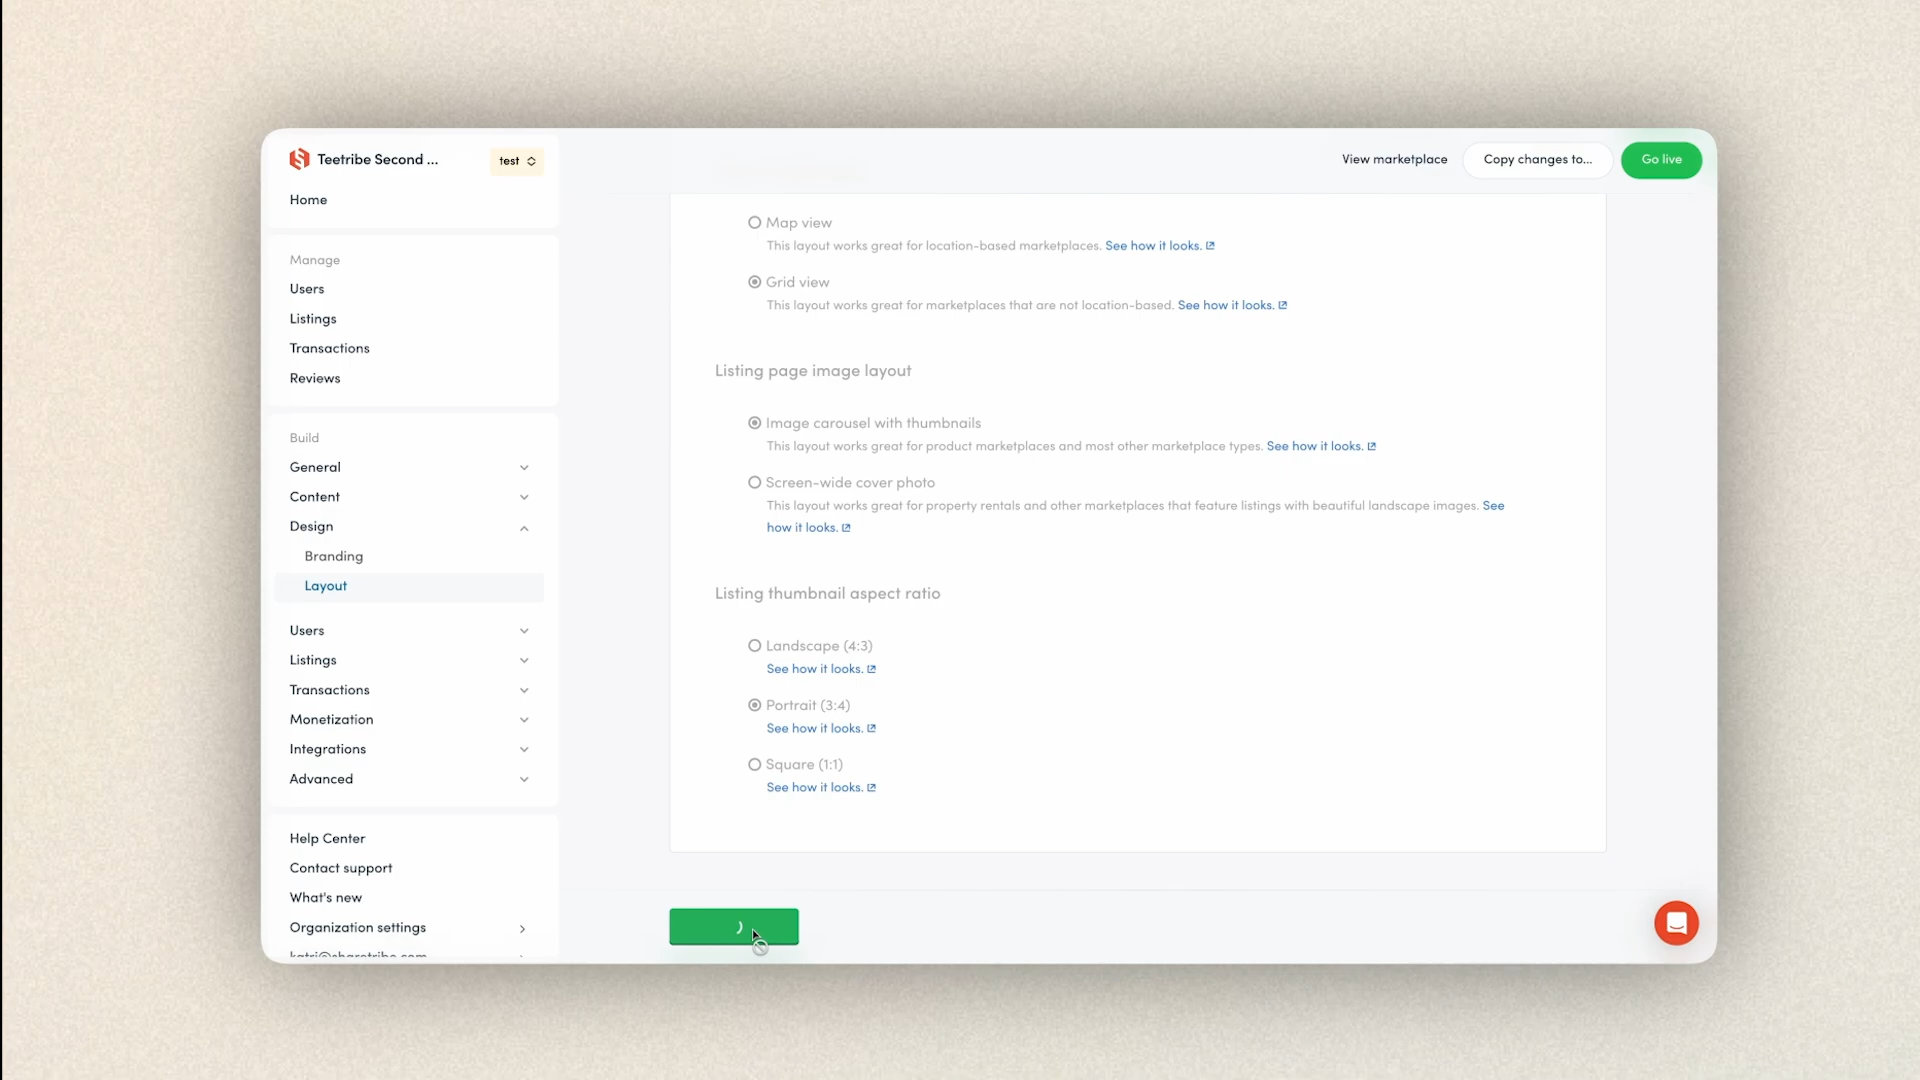 Teetribe Second ...
test
View marketplace
Copy changes to...
Go live
Home
Manage
Users
Listings
Transactions
Reviews
Build
General
Content
Design
Branding
Layout
Users
Listings
Transactions
Monetization
Integrations
Advanced
Help Center
Contact support
What's new
Organization settings
katri@sharetribe.com
Map view
This layout works great for location-based marketplaces. See how it looks.
Grid view
This layout works great for marketplaces that are not location-based. See how it looks.
Listing page image layout
Image carousel with thumbnails
This layout works great for product marketplaces and most other marketplace types. See how it looks.
Screen-wide cover photo
This layout works great for property rentals and other marketplaces that feature listings with beautiful landscape images. See
how it looks.
Listing thumbnail aspect ratio
Landscape (4:3)
See how it looks.
Portrait (3:4)
See how it looks.
Square (1:1)
See how it looks.